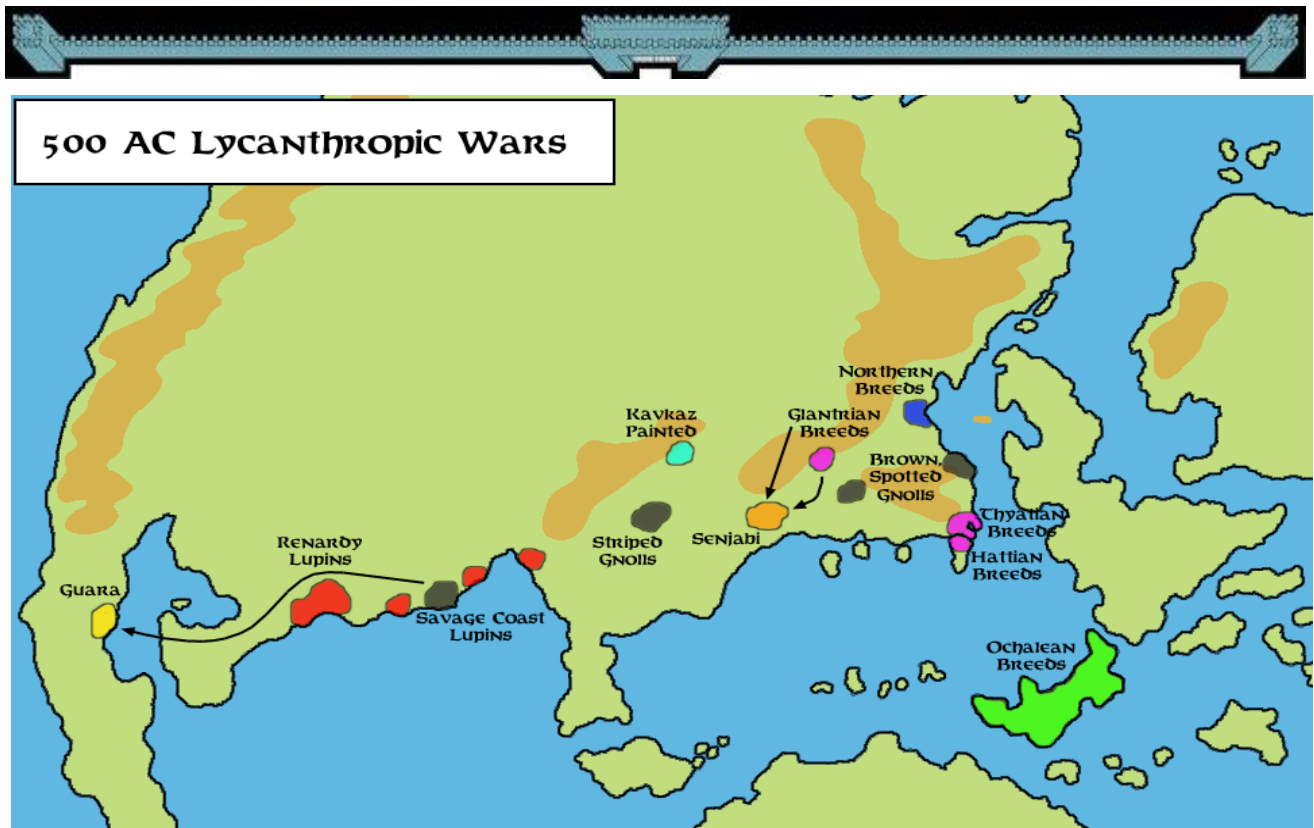 500 AC Lycanthropic Wars
Northern
Breeds
Kavkaz
Painted
Glantrian
Breeds
Brown,
Spotted
Gnolls
Thyatian
Breeds
Hattian
Breeds
Renardy
Lupins
Striped
Gnolls
Senjabi
Guara
Savage Coast
Lupins
Ochalean
Breeds